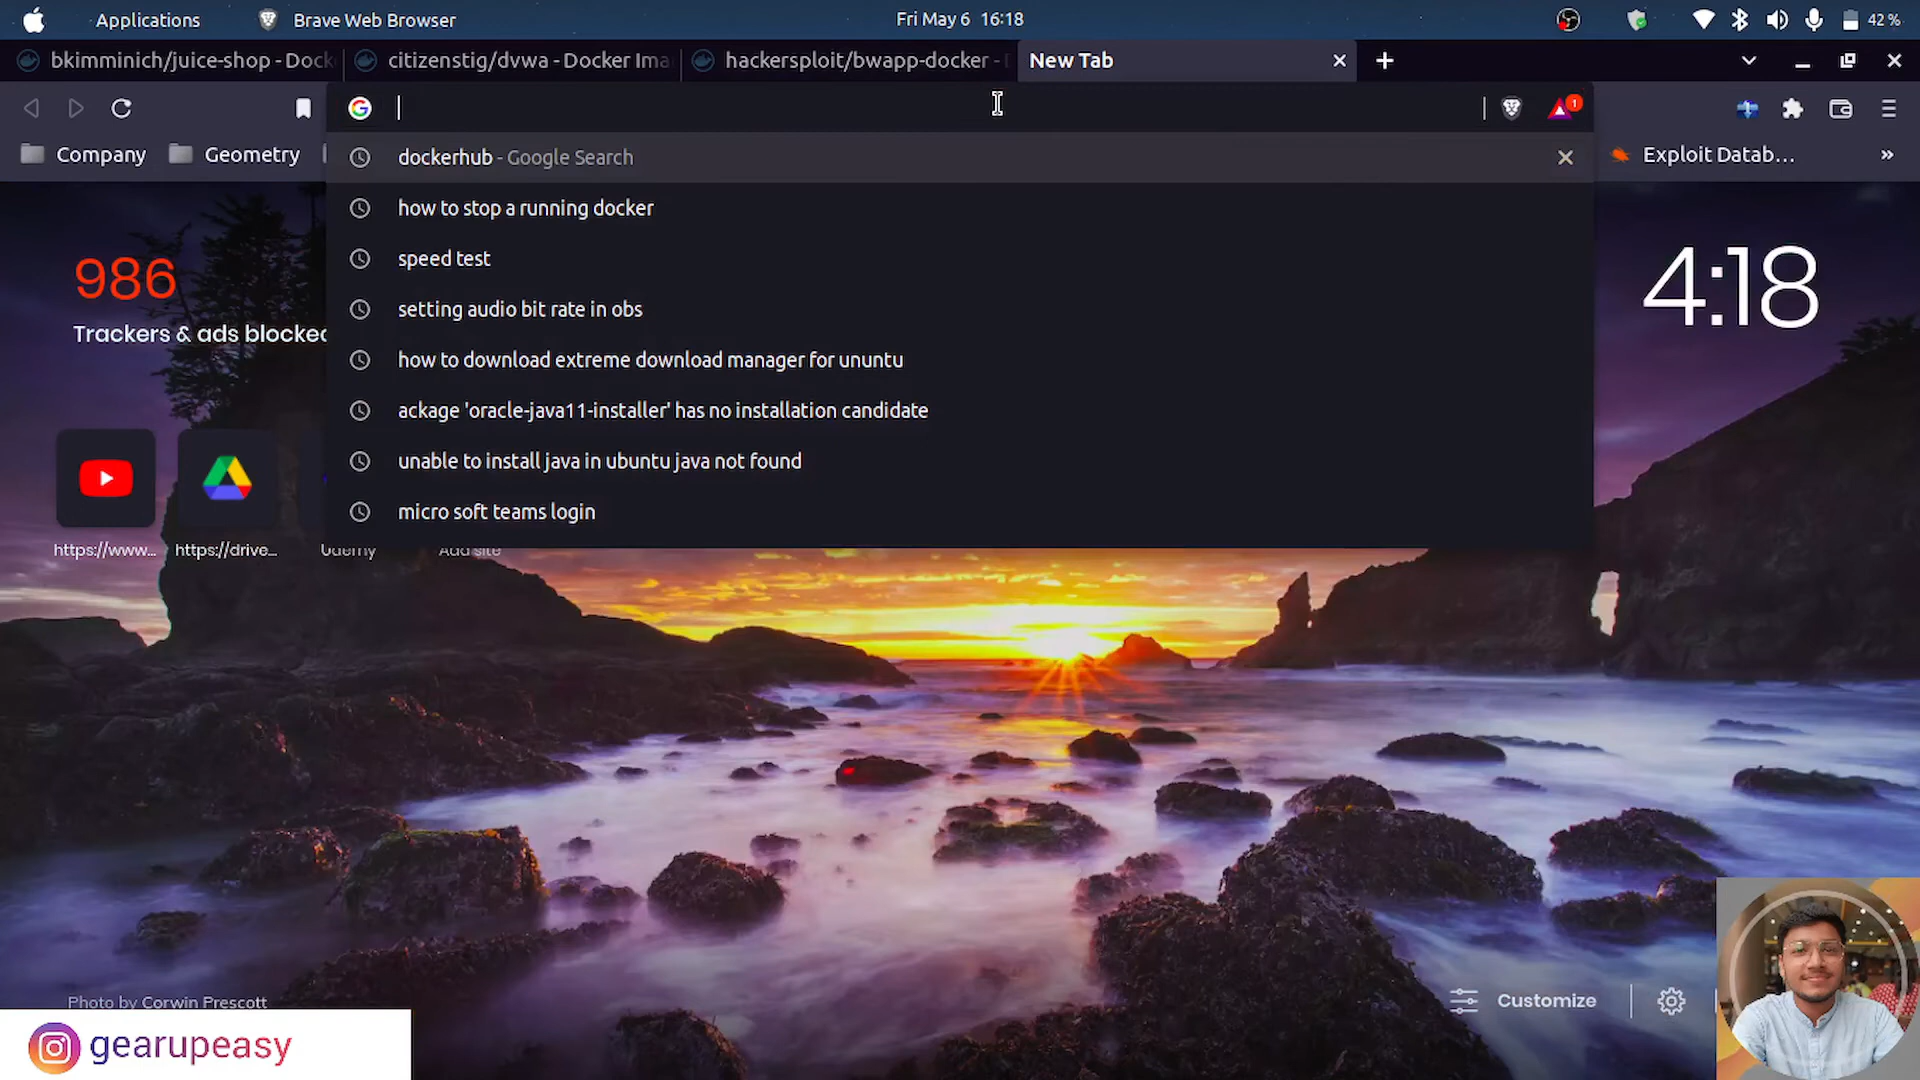 Applications
Brave Web Browser
Fri May 6 16:18
42 %
bkimminich/juice-shop - Dock
citizenstig/dvwa - Docker Ima
hackersploit/bwapp-docker -
New Tab
1
Company
Geometry
Exploit Datab...
dockerhub - Google Search
how to stop a running docker
speed test
setting audio bit rate in obs
how to download extreme download manager for ununtu
ackage 'oracle-java11-installer' has no installation candidate
unable to install java in ubuntu java not found
micro soft teams login
986
Trackers & ads blocked
4:18
https://www...
https://drive...
Udemy
Add site
Photo by Corwin Prescott
Customize
gearupeasy